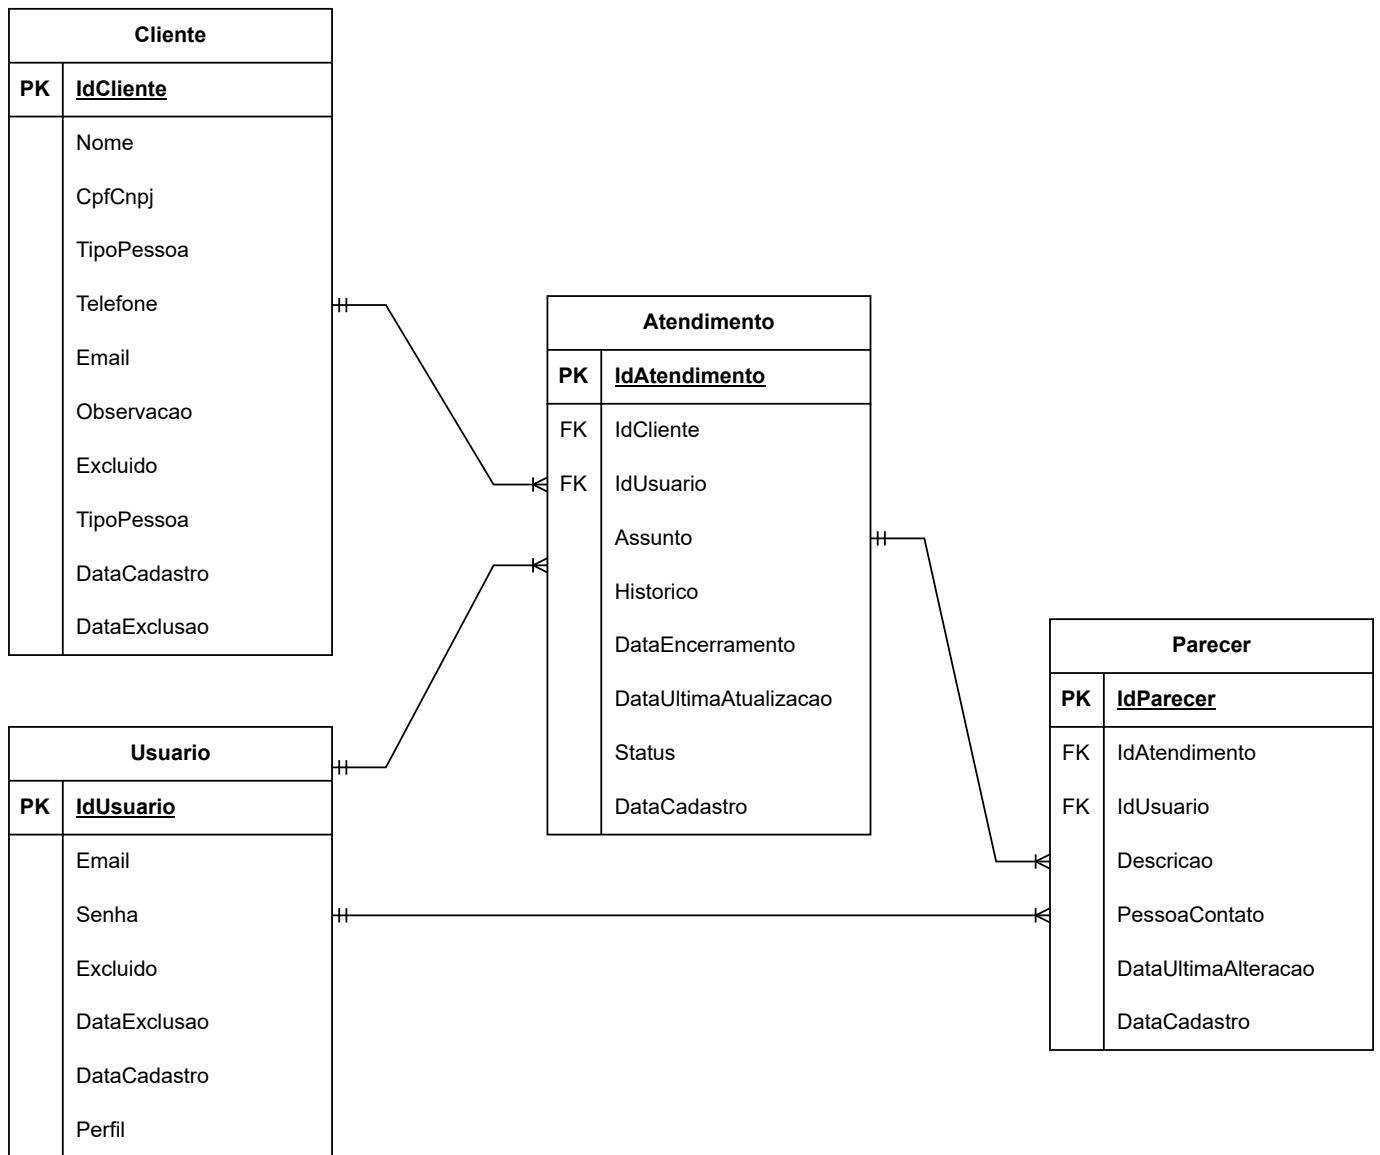 Cliente
PK IdCliente
Nome
CpfCnpj
TipoPessoa
Telefone
Email
Observacao
Excluido
TipoPessoa
DataCadastro
DataExclusao
Usuario
PK IdUsuario
Email
Senha
Excluido
DataExclusao
DataCadastro
Perfil
Atendimento
PK IdAtendimento
FK IdCliente
FK IdUsuario
Assunto
Historico
DataEncerramento
DataUltimaAtualizacao
Status
DataCadastro
Parecer
PK IdParecer
FK IdAtendimento
FK IdUsuario
Descricao
PessoaContato
DataUltimaAlteracao
DataCadastro